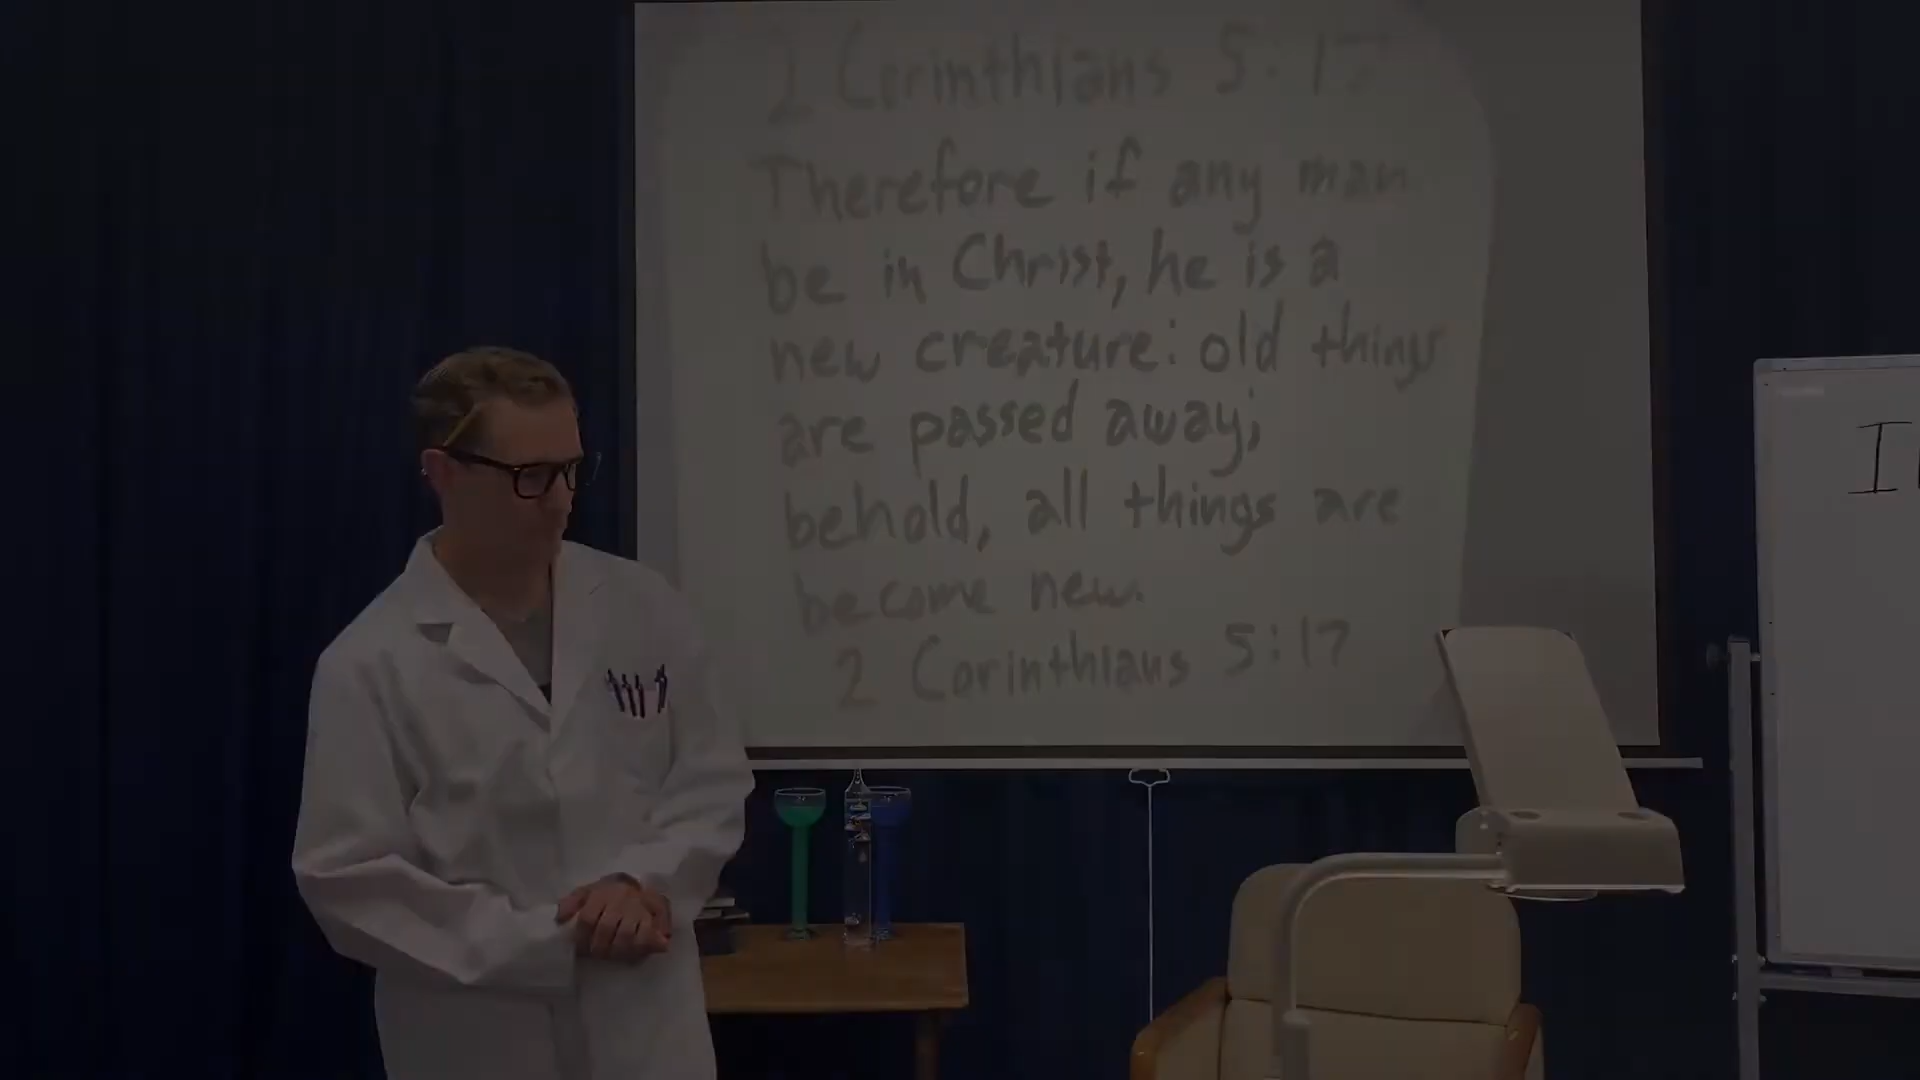 2 Corinthians 5:17
Therefore if any man
be in Christ, he is a
new creature: old things
are passed away;
behold, all things are
become new.
2 Corinthians 5:17
I